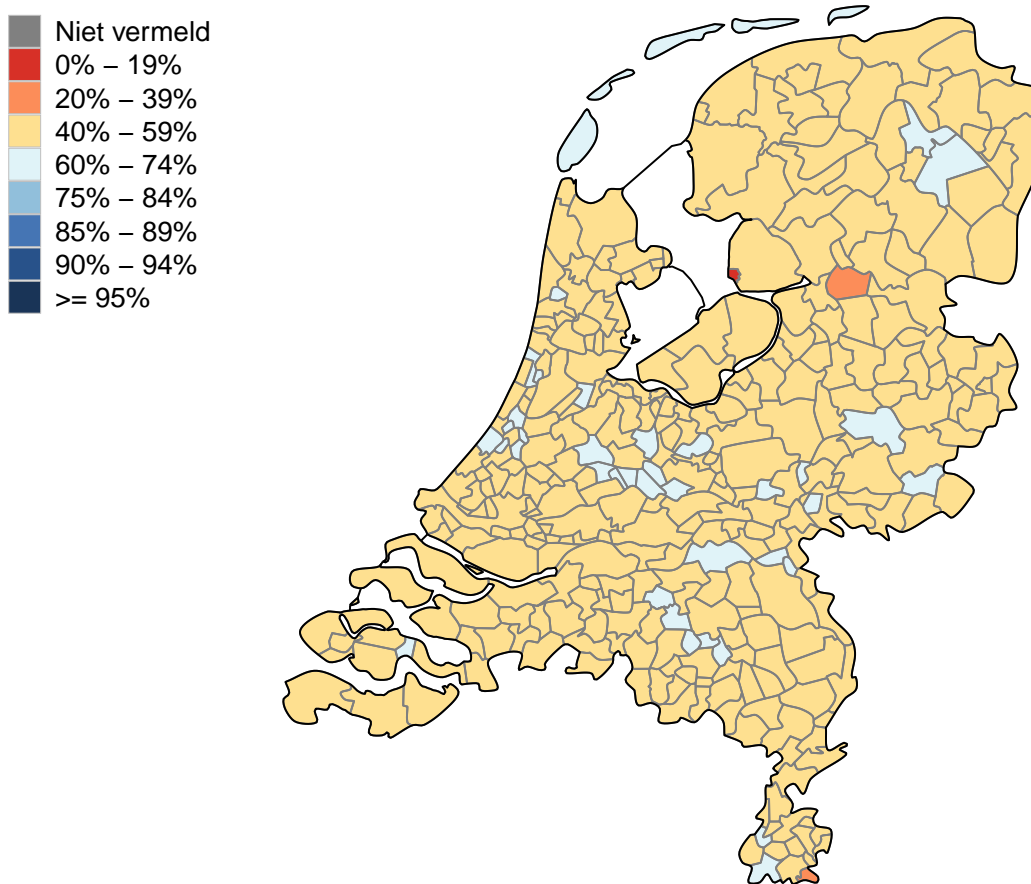 Niet vermeld
0% – 19%
20% – 39%
40% – 59%
60% – 74%
75% – 84%
85% – 89%
90% – 94%
>= 95%